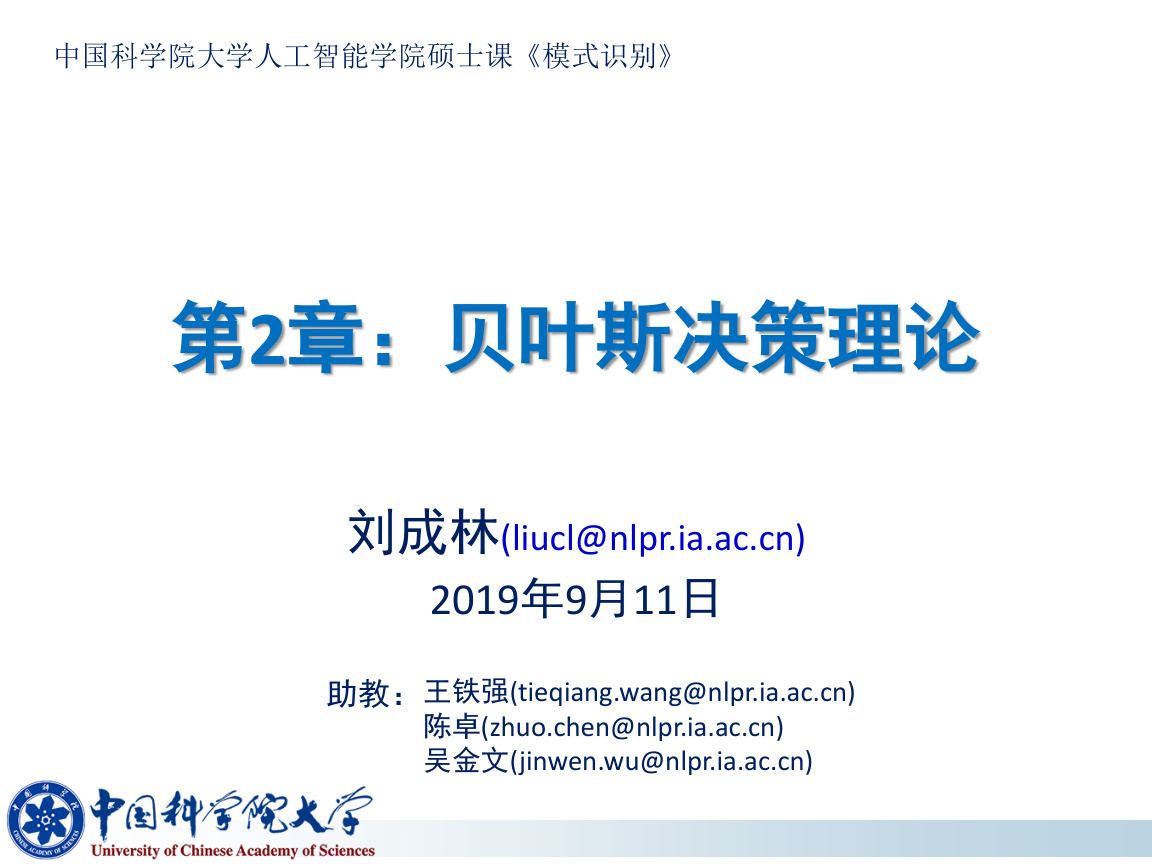 中国科学院大学人工智能学院硕士课《模式识别》
第2章：贝叶斯决策理论
刘成林(liucl@nlpr.ia.ac.cn)
2019年9月11日
助教：王铁强(tieqiang.wang@nlpr.ia.ac.cn)
陈卓(zhuo.chen@nlpr.ia.ac.cn)
吴金文(jinwen.wu@nlpr.ia.ac.cn)
中国科学院大学
University of Chinese Academy of Sciences